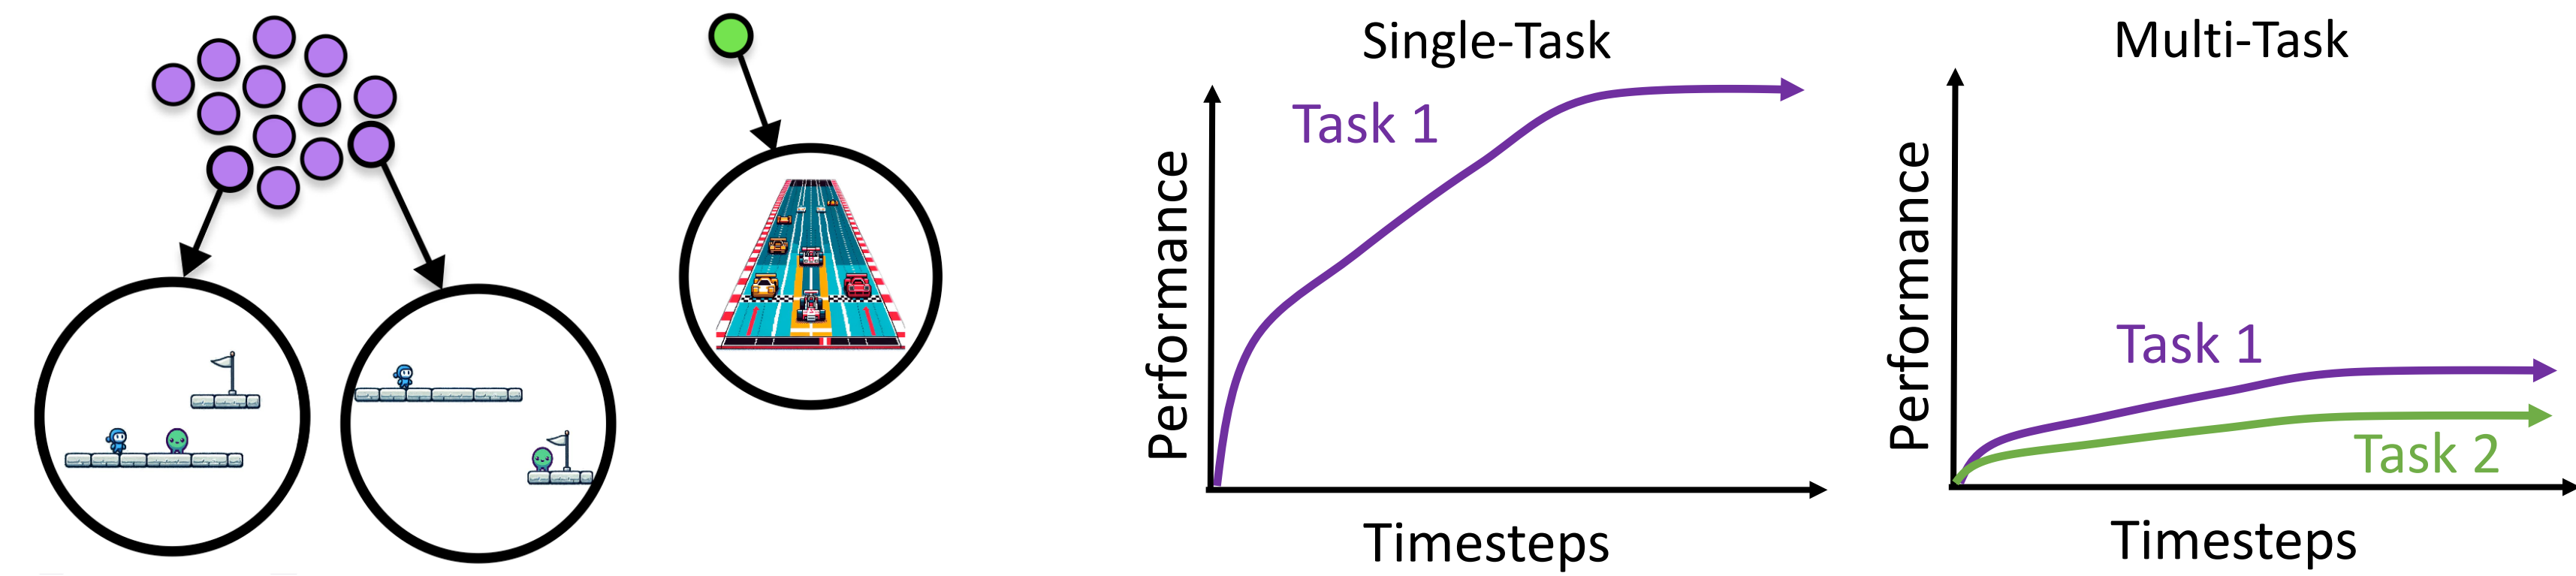 Single-Task
Task 1
Performance
Timesteps
Multi-Task
Task 1
Task 2
Performance
Timesteps